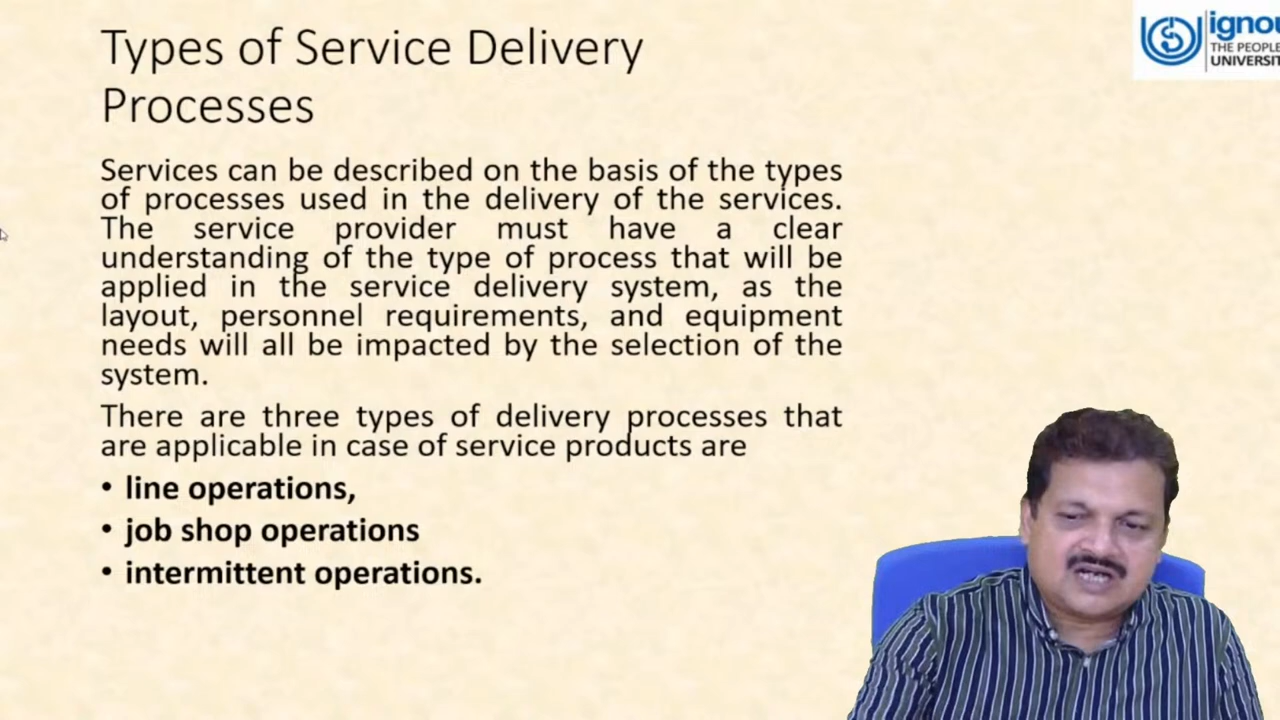 Types of Service Delivery
Processes
Services can be described on the basis of the types
of processes used in the delivery of the services.
The service provider must have a clear
understanding of the type of process that will be
applied in the service delivery system, as the
layout, personnel requirements, and equipment
needs will all be impacted by the selection of the
system.
There are three types of delivery processes that
are applicable in case of service products are
• line operations,
• job shop operations
• intermittent operations.
ignou
THE PEOPLE
UNIVERSIT